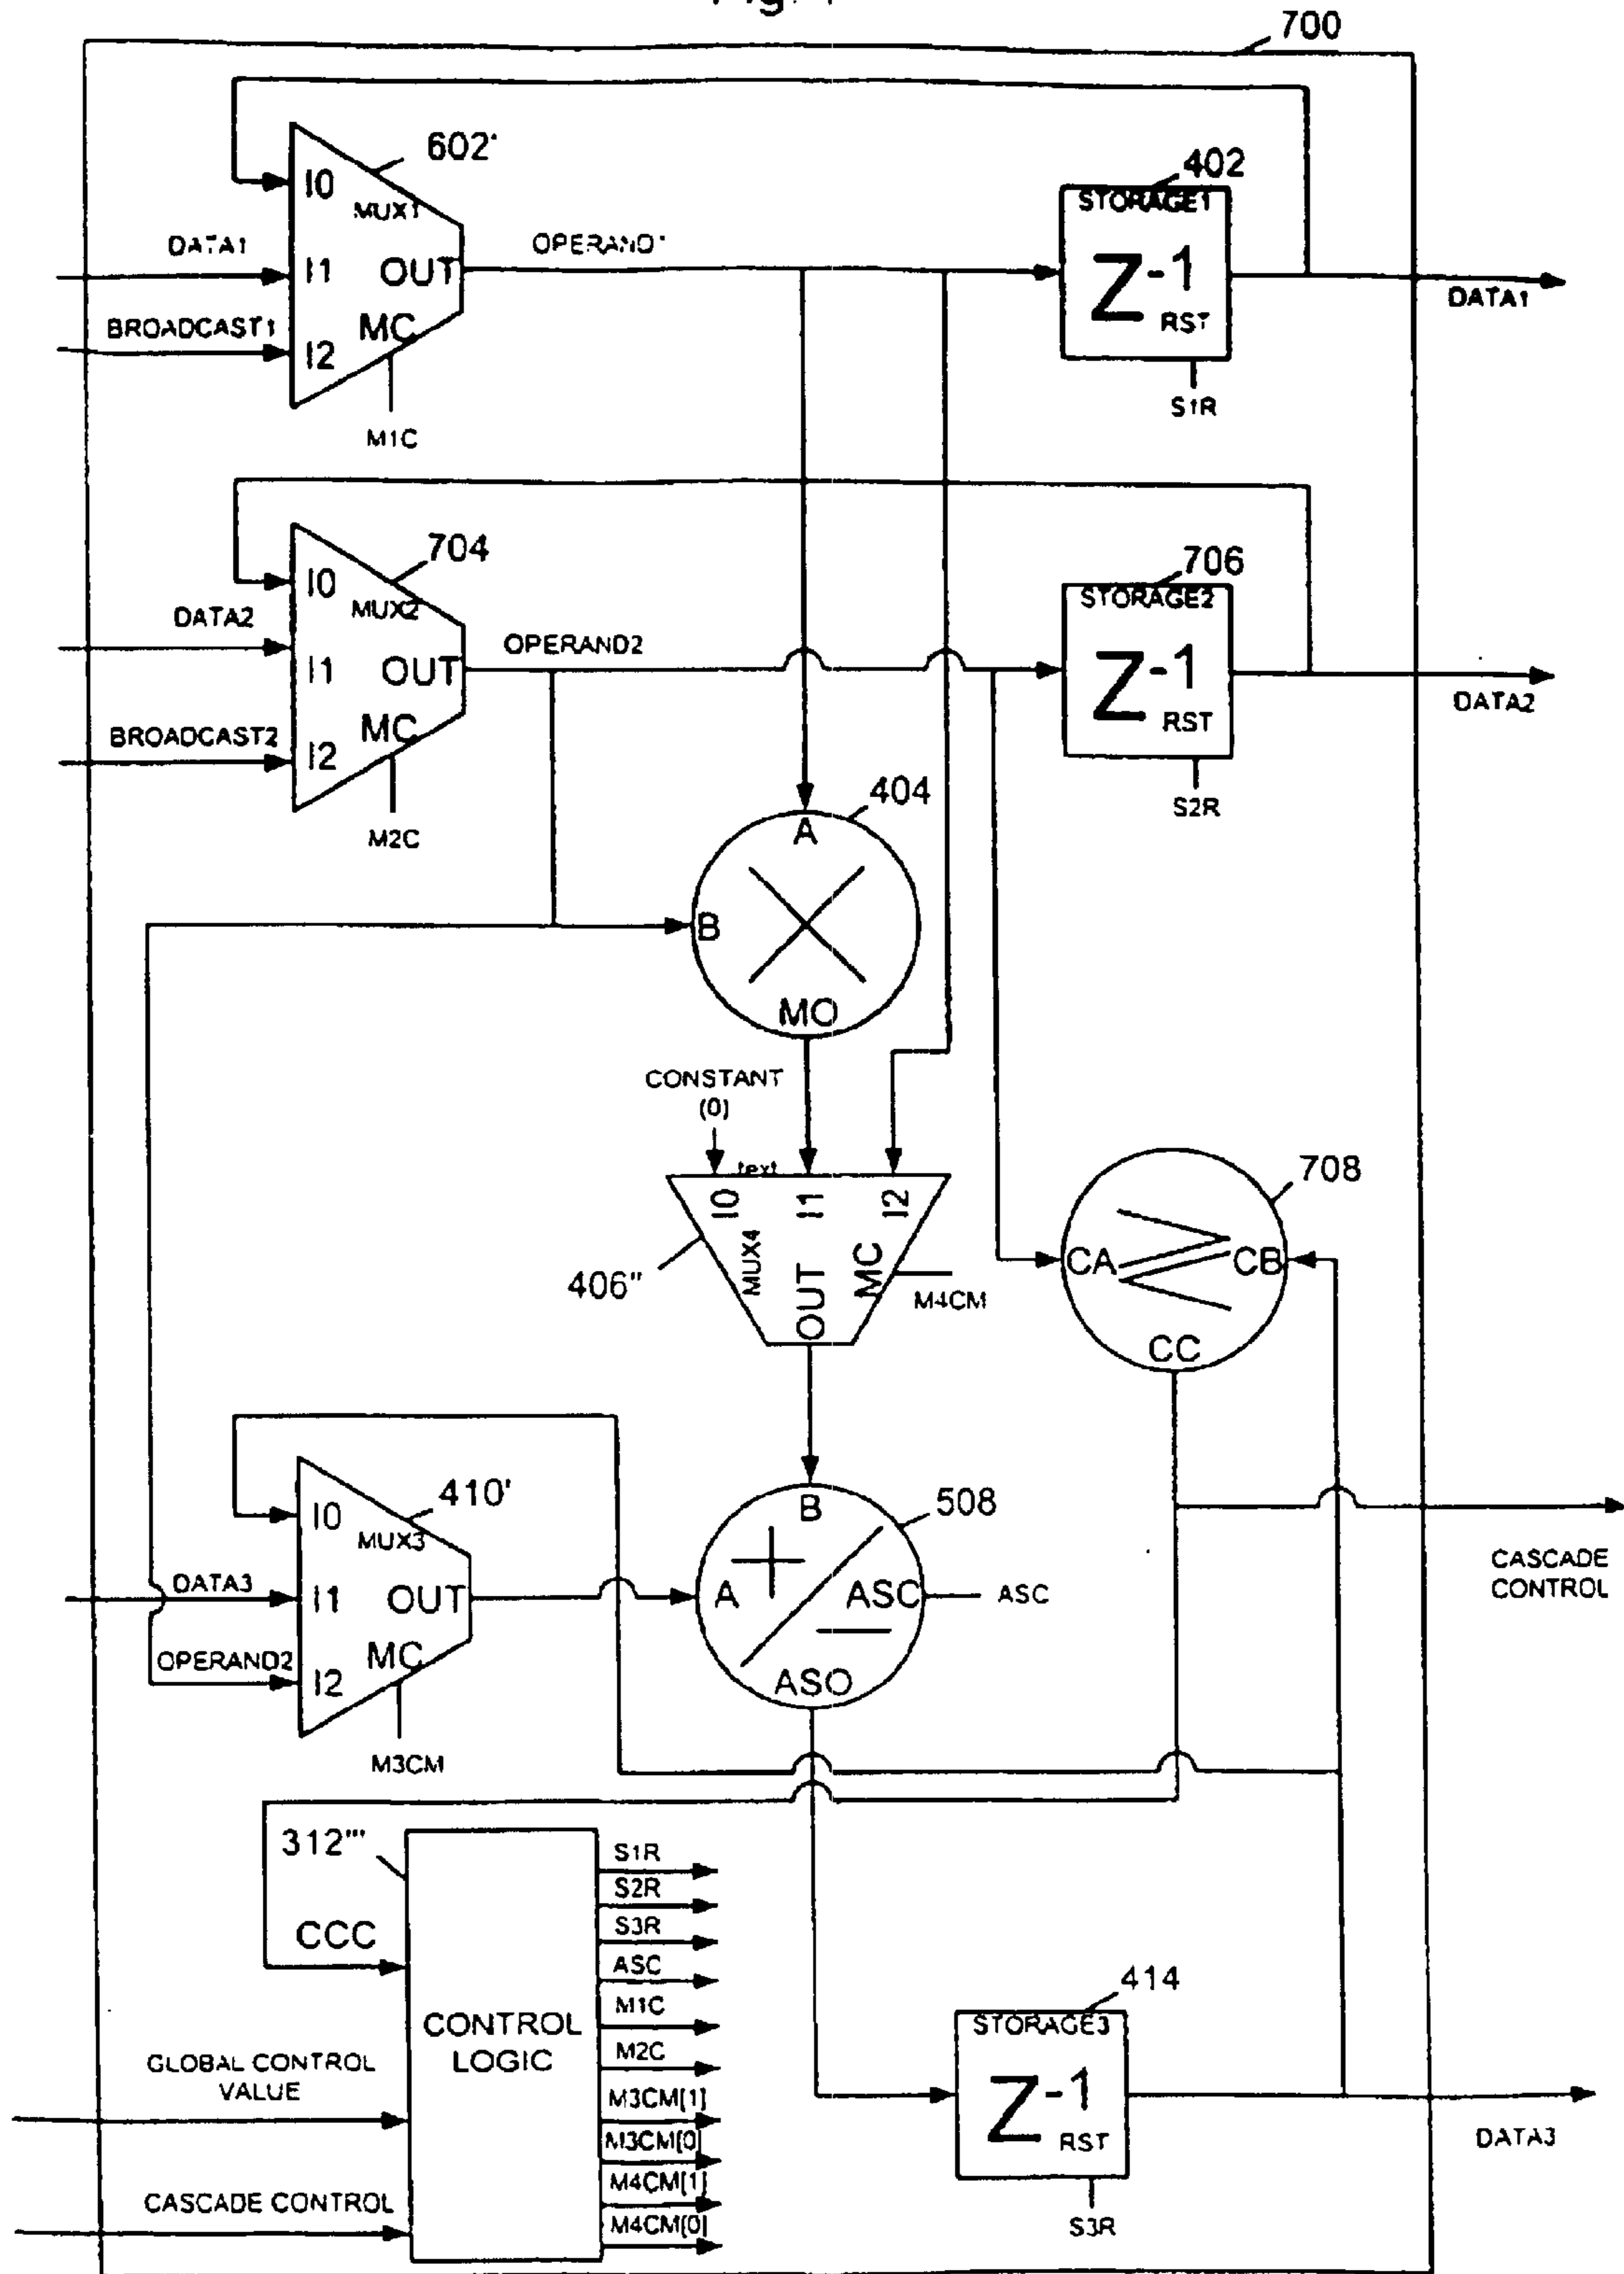 700
602'
I0
MUX1
402
STORAGE1
DATA1
I1
OUT
OPERAND1
Z-1
RST
DATA1
BROADCAST1
I2
MC
S1R
M1C
704
I0
MUX2
706
STORAGE2
DATA2
I1
OUT
OPERAND2
Z-1
RST
DATA2
BROADCAST2
I2
MC
S2R
M2C
404
A
B
MO
CONSTANT
(0)
text
I0
I1
I2
MUX4
OUT
MC
406"
M4CM
708
CA
CB
CC
410'
I0
MUX3
508
B
DATA3
I1
OUT
A
ASC
ASC
CASCADE
CONTROL
OPERAND2
I2
MC
ASO
M3CM
312'''
CCC
CONTROL
LOGIC
S1R
S2R
S3R
ASC
M1C
M2C
M3CM[1]
M3CM[0]
M4CM[1]
M4CM[0]
GLOBAL CONTROL
VALUE
CASCADE CONTROL
414
STORAGE3
Z-1
RST
DATA3
S3R